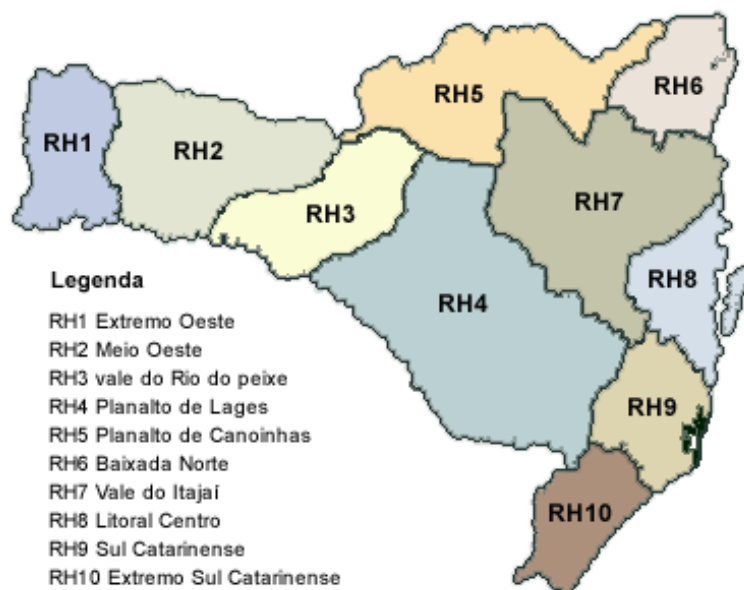 RH5
RH6
RH1
RH2
RH7
RH3
RH8
RH4
RH9
RH10
Legenda
RH1 Extremo Oeste
RH2 Meio Oeste
RH3 vale do Rio do peixe
RH4 Planalto de Lages
RH5 Planalto de Canoinhas
RH6 Baixada Norte
RH7 Vale do Itajaí
RH8 Litoral Centro
RH9 Sul Catarinense
RH10 Extremo Sul Catarinense